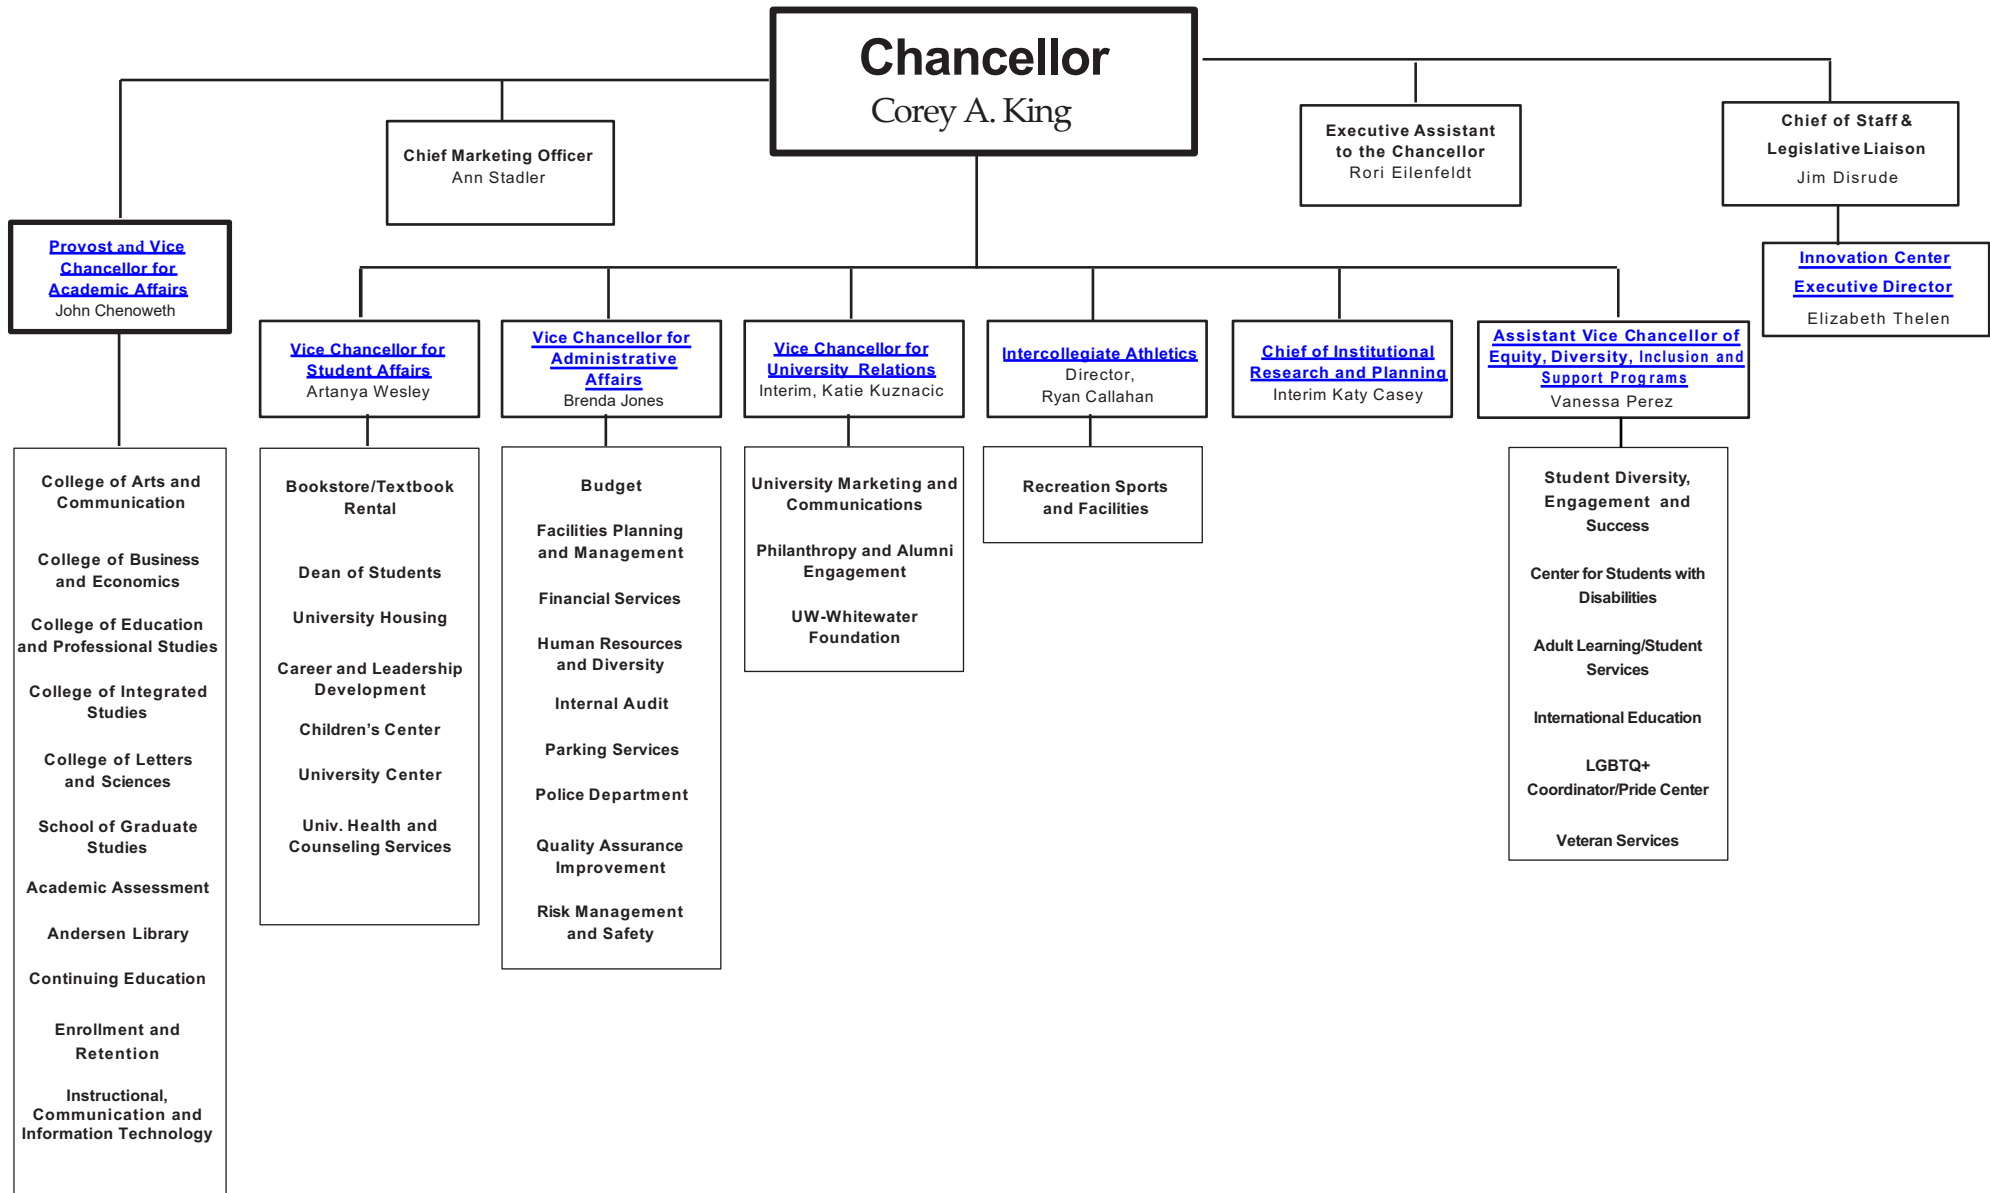 Chancellor
Corey A. King
Chief Marketing Officer
Ann Stadler
Executive Assistant
to the Chancellor
Rori Eilenfeldt
Chief of Staff &
Legislative Liaison
Jim Disrude
Provost and Vice
Chancellor for
Academic Affairs
John Chenoweth
Innovation Center
Executive Director
Elizabeth Thelen
Vice Chancellor for
Student Affairs
Artanya Wesley
Vice Chancellor for
Administrative
Affairs
Brenda Jones
Vice Chancellor for
University Relations
Interim, Katie Kuznacic
Intercollegiate Athletics
Director,
Ryan Callahan
Chief of Institutional
Research and Planning
Interim Katy Casey
Assistant Vice Chancellor of
Equity, Diversity, Inclusion and
Support Programs
Vanessa Perez
College of Arts and
Communication
College of Business
and Economics
College of Education
and Professional Studies
College of Integrated
Studies
College of Letters
and Sciences
School of Graduate
Studies
Academic Assessment
Andersen Library
Continuing Education
Enrollment and
Retention
Instructional,
Communication and
Information Technology
Bookstore/Textbook
Rental
Dean of Students
University Housing
Career and Leadership
Development
Children’s Center
University Center
Univ. Health and
Counseling Services
Budget
Facilities Planning
and Management
Financial Services
Human Resources
and Diversity
Internal Audit
Parking Services
Police Department
Quality Assurance
Improvement
Risk Management
and Safety
University Marketing and
Communications
Philanthropy and Alumni
Engagement
UW-Whitewater
Foundation
Recreation Sports
and Facilities
Student Diversity,
Engagement and
Success
Center for Students with
Disabilities
Adult Learning/Student
Services
International Education
LGBTQ+
Coordinator/Pride Center
Veteran Services